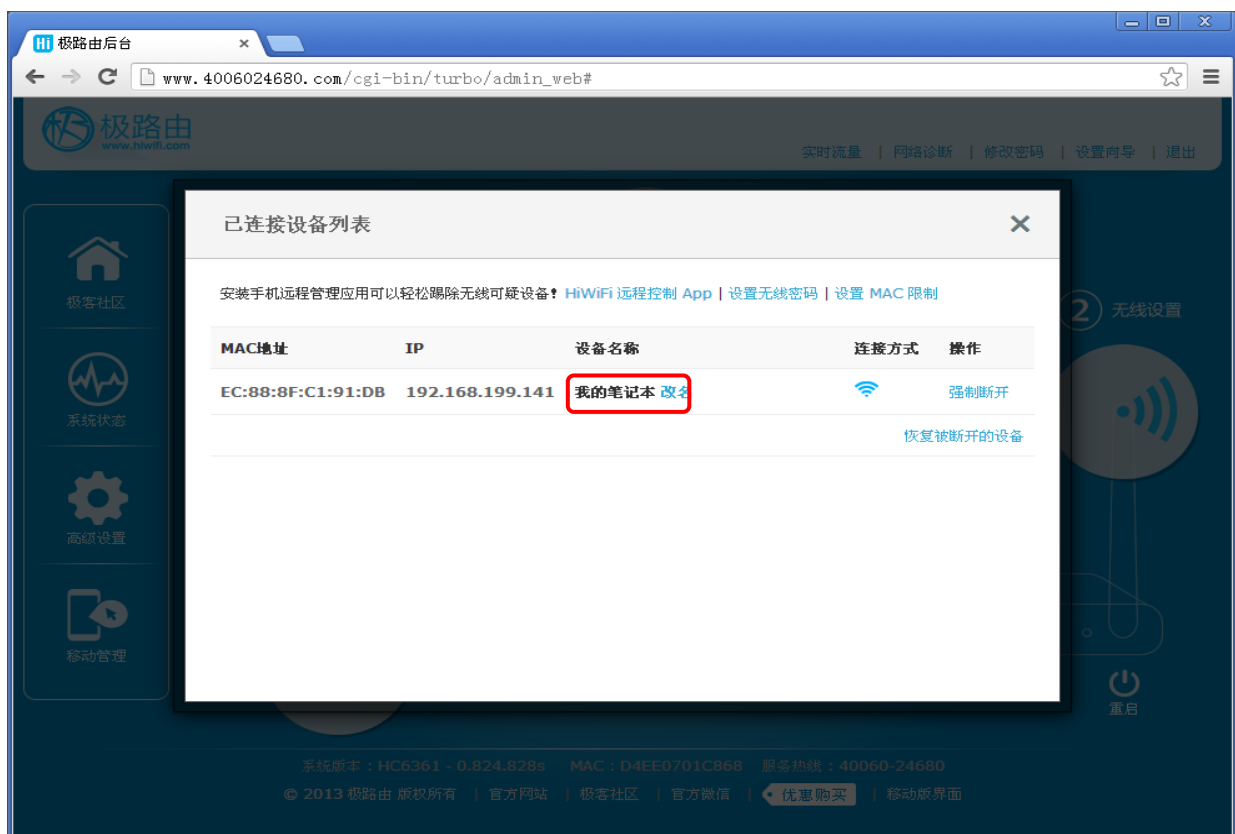 Hi 极路由后台
www.4006024680.com/cgi-bin/turbo/admin_web#
极路由
www.hiwifi.com
实时流量 | 网络诊断 | 修改密码 | 设置向导 | 退出
已连接设备列表
安装手机远程管理应用可以轻松踢除无线可疑设备! HiWiFi 远程控制 App | 设置无线密码 | 设置 MAC 限制
MAC地址 IP 设备名称 连接方式 操作
EC:88:8F:C1:91:DB 192.168.199.141 我的笔记本 改名 强制断开
恢复被断开的设备
极客社区
系统状态
高级设置
移动管理
2 无线设置
重启
系统版本:HC6361 - 0.824.828s MAC:D4EE0701C868 服务热线:40060-24680
© 2013 极路由 版权所有 | 官方网站 | 极客社区 | 官方微信 | 优惠购买 | 移动版界面